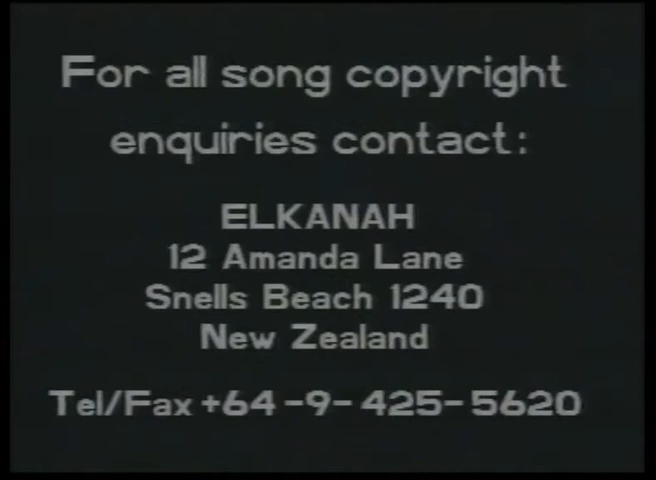 For all song copyright
enquiries contact:
ELKANAH
12 Amanda Lane
Snells Beach 1240
New Zealand
Tel/Fax +64-9-425-5620